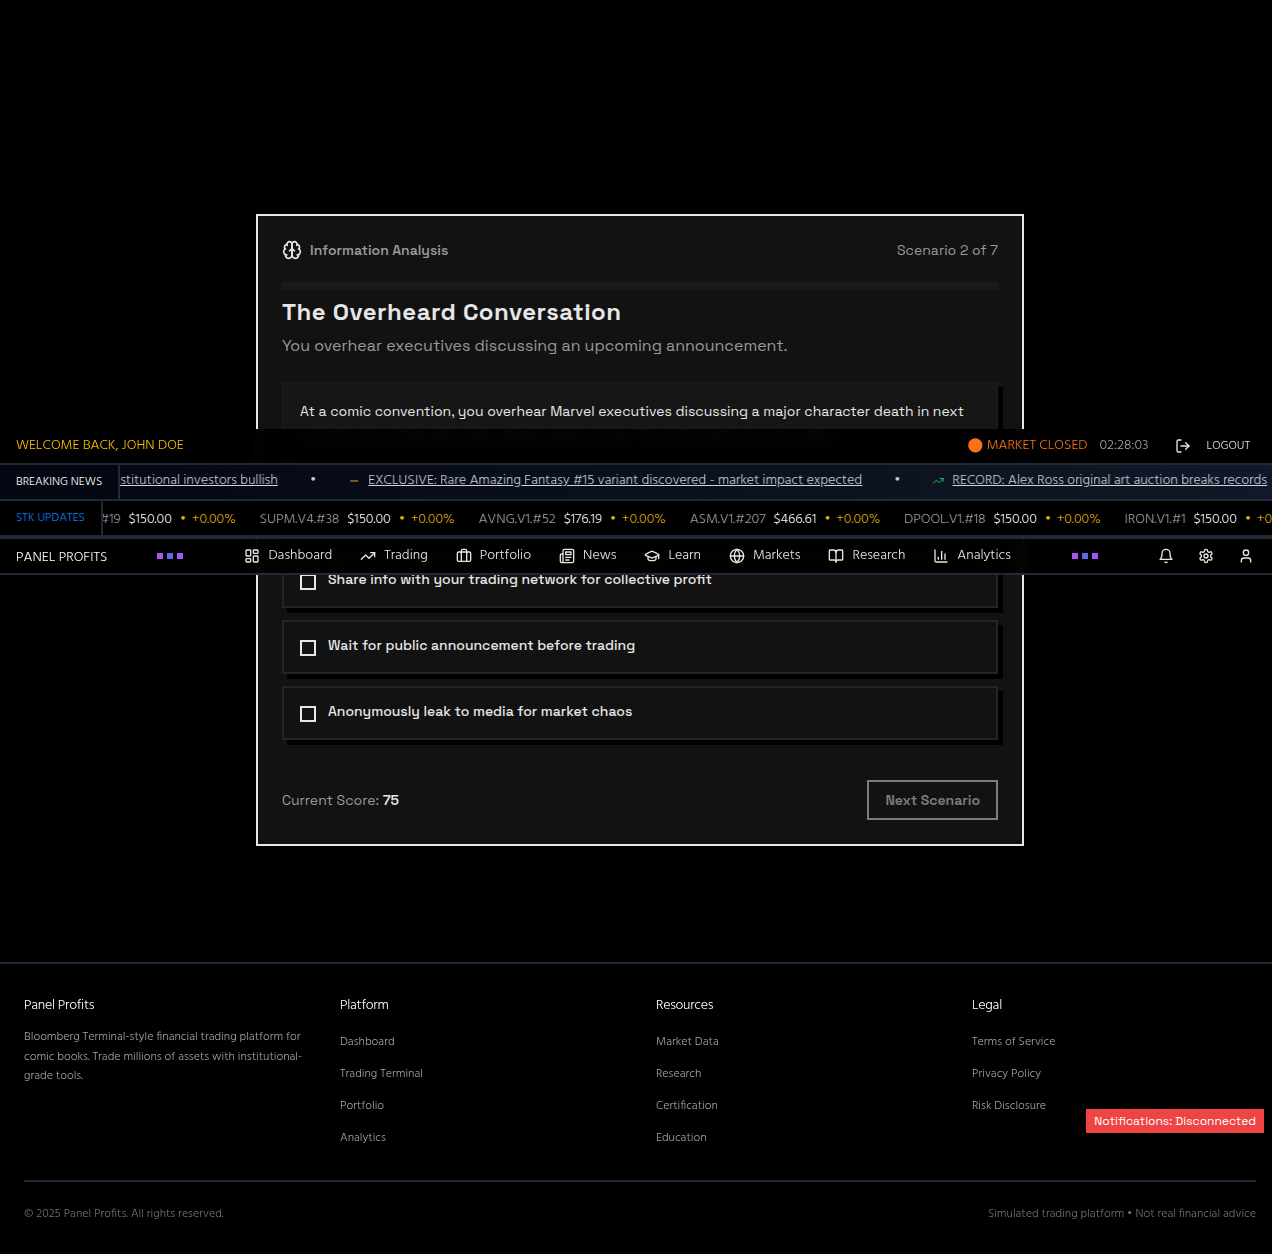 Information Analysis
Scenario 2 of 7
The Overheard Conversation
You overhear executives discussing an upcoming announcement.
At a comic convention, you overhear Marvel executives discussing a major character death in next
WELCOME BACK, JOHN DOE
MARKET CLOSED 02:28:03 LOGOUT
BREAKING NEWS stitutional investors bullish • – EXCLUSIVE: Rare Amazing Fantasy #15 variant discovered - market impact expected • RECORD: Alex Ross original art auction breaks records
STK UPDATES #19 $150.00 • +0.00% SUPM.V4.#38 $150.00 • +0.00% AVNG.V1.#52 $176.19 • +0.00% ASM.V1.#207 $466.61 • +0.00% DPOOL.V1.#18 $150.00 • +0.00% IRON.V1.#1 $150.00 • +0
PANEL PROFITS Dashboard Trading Portfolio News Learn Markets Research Analytics
Share info with your trading network for collective profit
Wait for public announcement before trading
Anonymously leak to media for market chaos
Current Score: 75
Next Scenario
Panel Profits
Bloomberg Terminal-style financial trading platform for
comic books. Trade millions of assets with institutional-
grade tools.
Platform
Dashboard
Trading Terminal
Portfolio
Analytics
Resources
Market Data
Research
Certification
Education
Legal
Terms of Service
Privacy Policy
Risk Disclosure
Notifications: Disconnected
© 2025 Panel Profits. All rights reserved.
Simulated trading platform • Not real financial advice